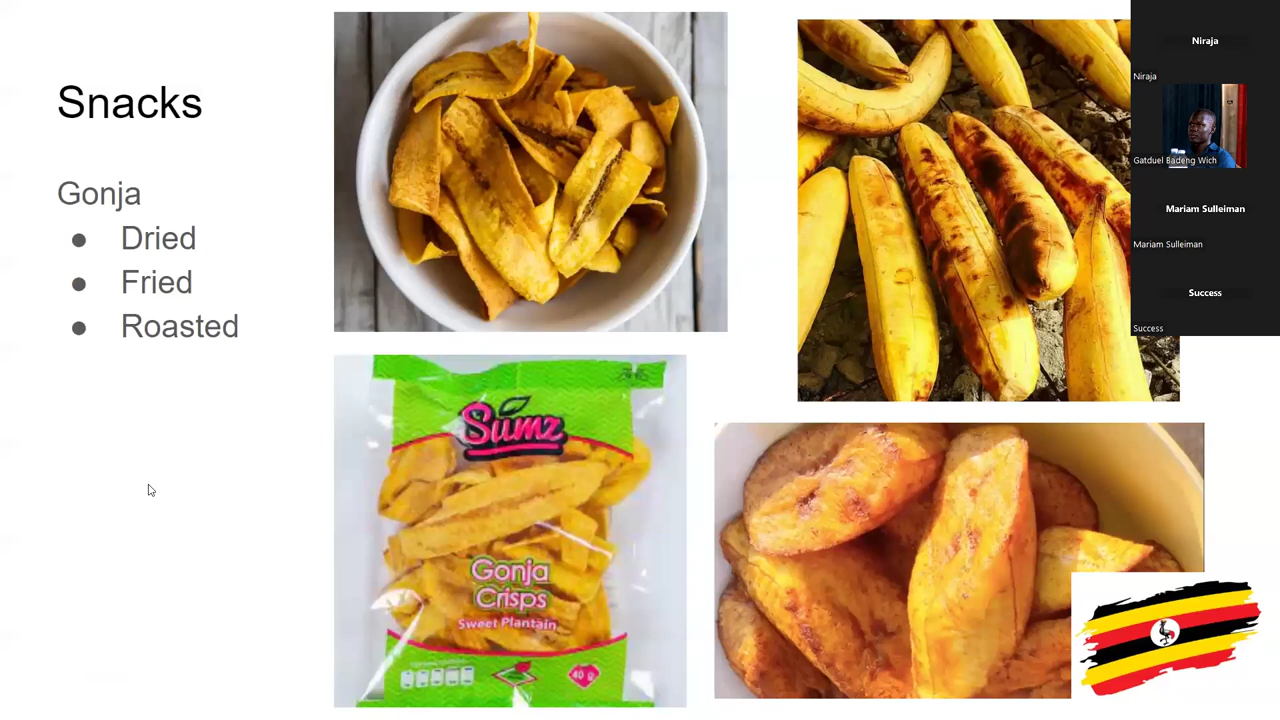 Snacks
Gonja
● Dried
● Fried
● Roasted
Sumz
Gonja
Crisps
Sweet Plantain
40 g
Niraja
Niraja
Gatduel Badeng Wich
Mariam Sulleiman
Mariam Sulleiman
Success
Success